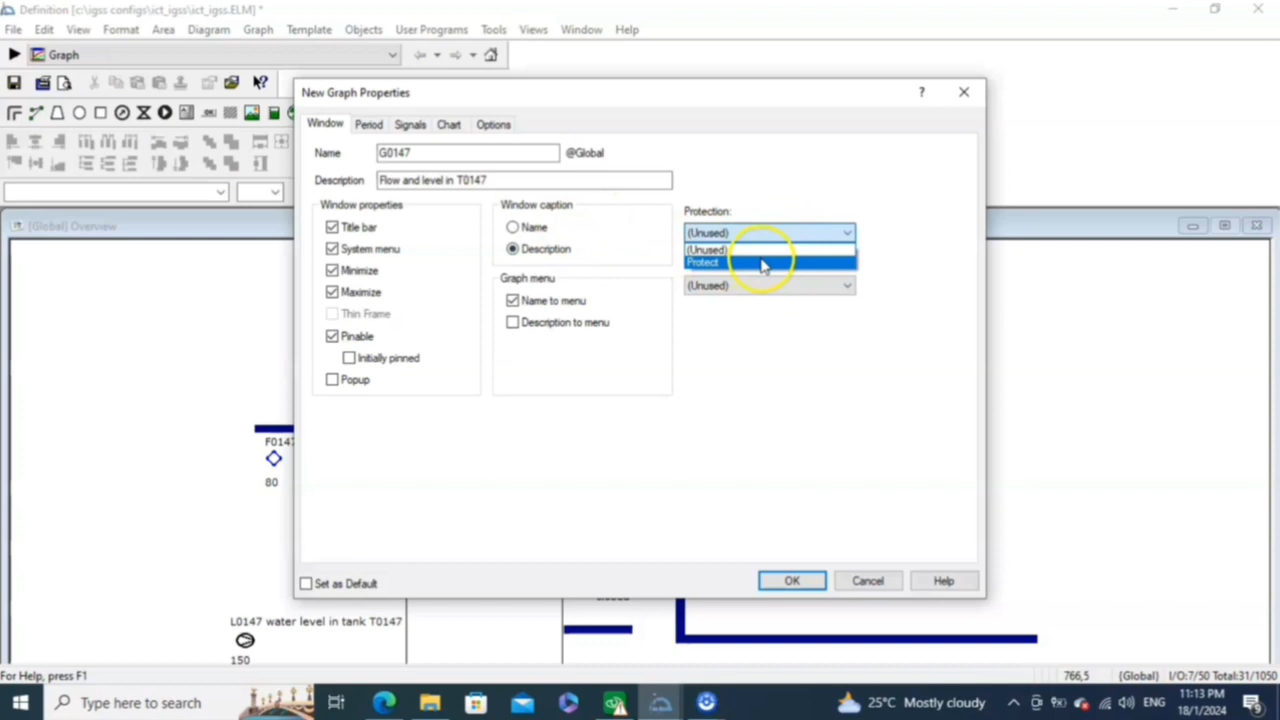 Definition [c:\igss configs\ict_igss\ict_igss.ELM] *
File Edit View Format Area Diagram Graph Template Objects User Programs Tools Views Window Help
Graph
New Graph Properties
?
Window Period Signals Chart Options
Name G0147 @Global
Description Flow and level in T0147
Window properties
Title bar
System menu
Minimize
Maximize
Thin Frame
Pinable
Initially pinned
Popup
Window caption
Name
Description
Graph menu
Name to menu
Description to menu
Protection:
(Unused)
(Unused)
Protect
(Unused)
Set as Default
OK Cancel Help
[Global] Overview
F0147
80
L0147 water level in tank T0147
150
For Help, press F1
766,5 (Global) I/O:7/50 Total:31/1050
Type here to search
25°C Mostly cloudy
ENG
11:13 PM
18/1/2024
9